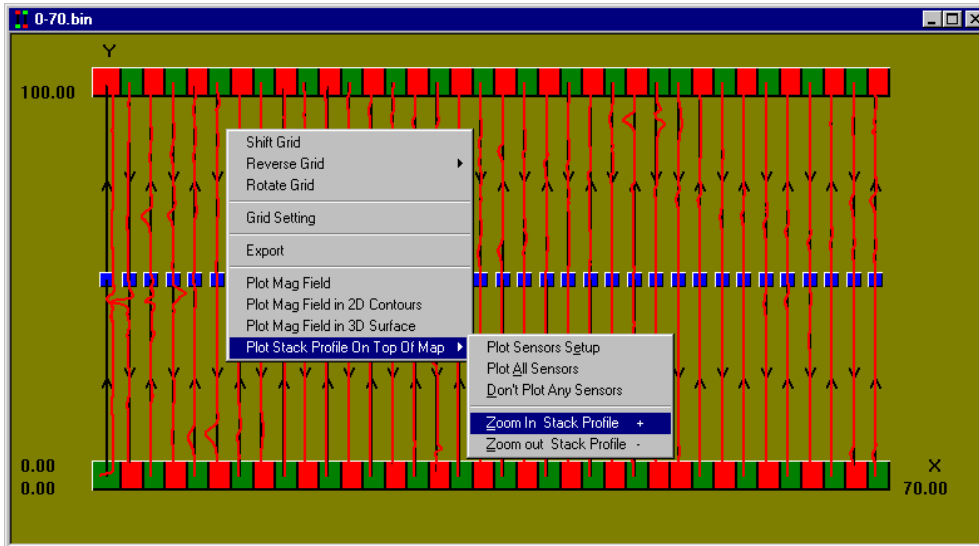 0-70.bin
Y
100.00
Shift Grid
Reverse Grid
Rotate Grid
Grid Setting
Export
Plot Mag Field
Plot Mag Field in 2D Contours
Plot Mag Field in 3D Surface
Plot Stack Profile On Top Of Map
Plot Sensors Setup
Plot All Sensors
Don't Plot Any Sensors
Zoom In Stack Profile +
Zoom out Stack Profile -
0.00
0.00
X
70.00